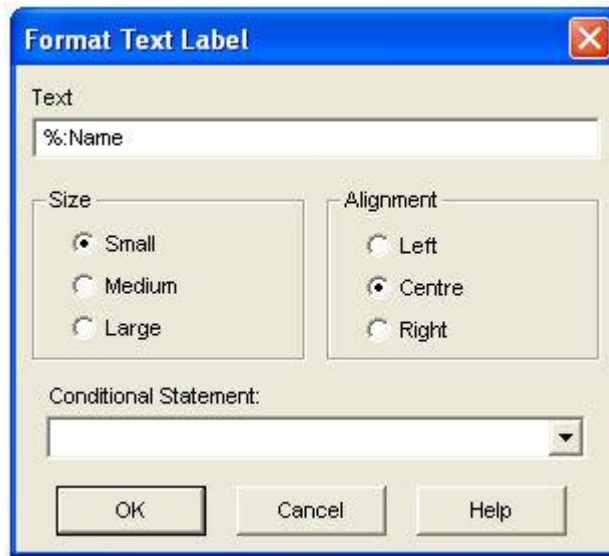 Format Text Label
Text
%:Name
Size
Small
Medium
Large
Alignment
Left
Centre
Right
Conditional Statement:
OK Cancel Help